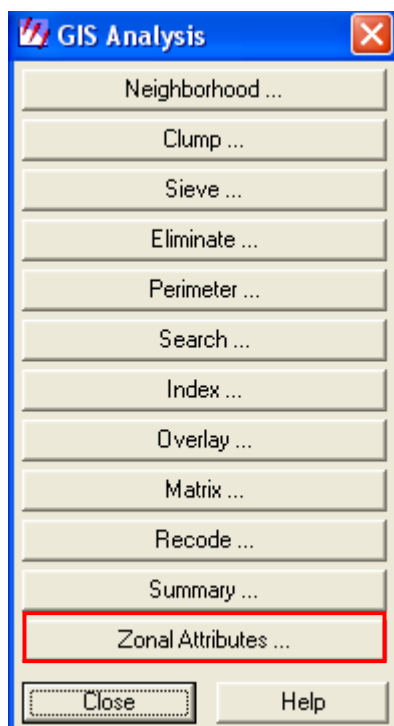 GIS Analysis
Neighborhood ...
Clump ...
Sieve ...
Eliminate ...
Perimeter ...
Search ...
Index ...
Overlay ...
Matrix ...
Recode ...
Summary ...
Zonal Attributes ...
Close Help